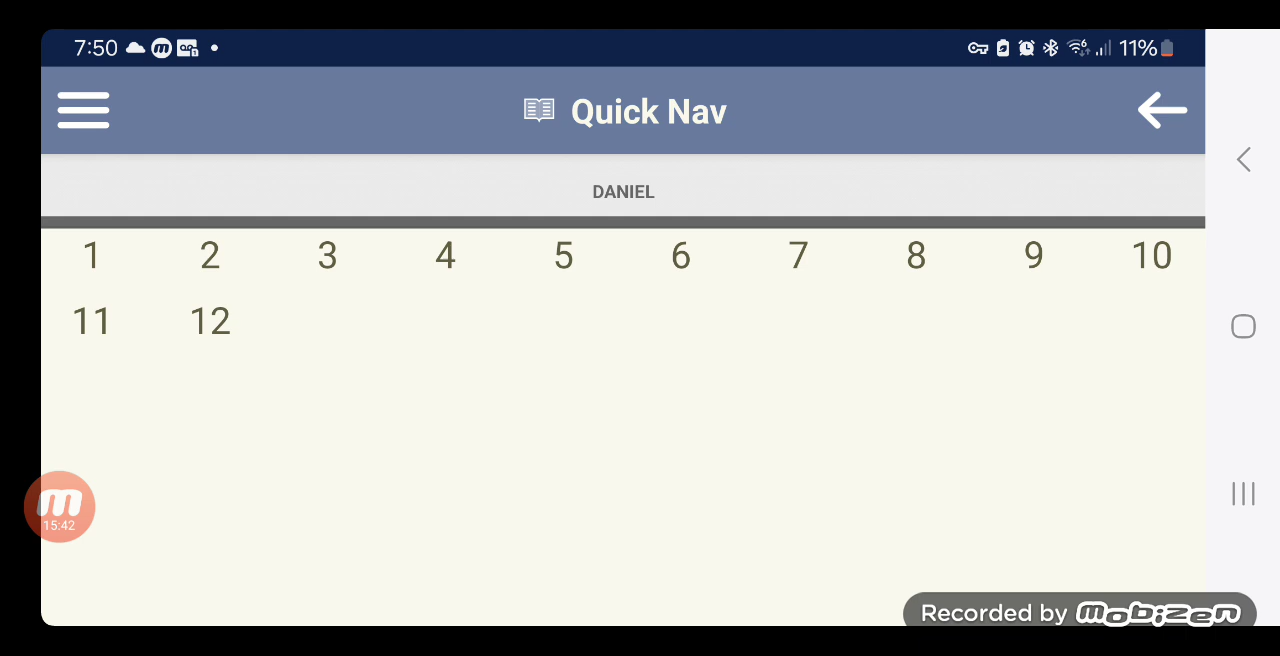 7:50 11%
Quick Nav
DANIEL
1 2 3 4 5 6 7 8 9 10
11 12
m
15:42
Recorded by mobizen